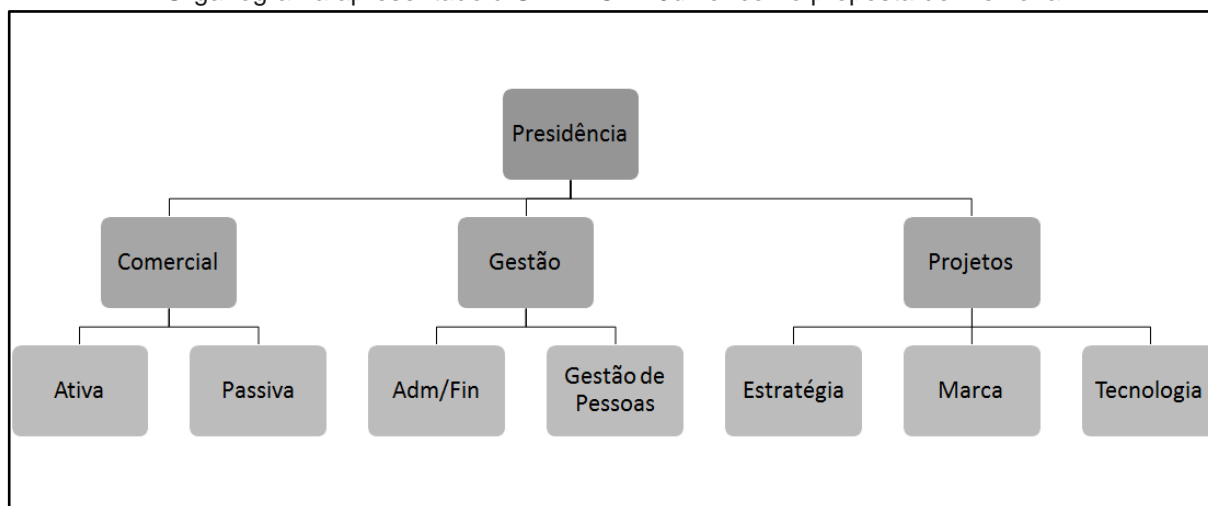 Presidência
Comercial
Gestão
Projetos
Ativa
Passiva
Adm/Fin
Gestão de
Pessoas
Estratégia
Marca
Tecnologia